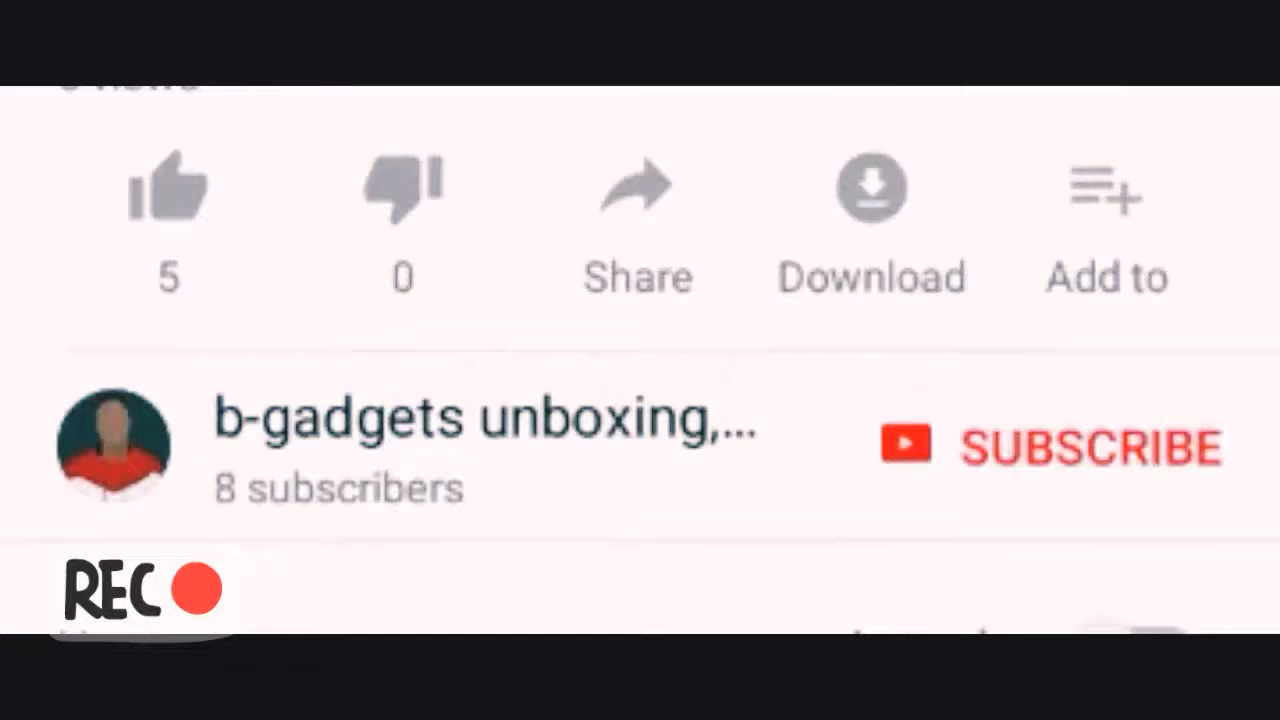 5 0 Share Download Add to
b-gadgets unboxing,...
SUBSCRIBE
8 subscribers
REC